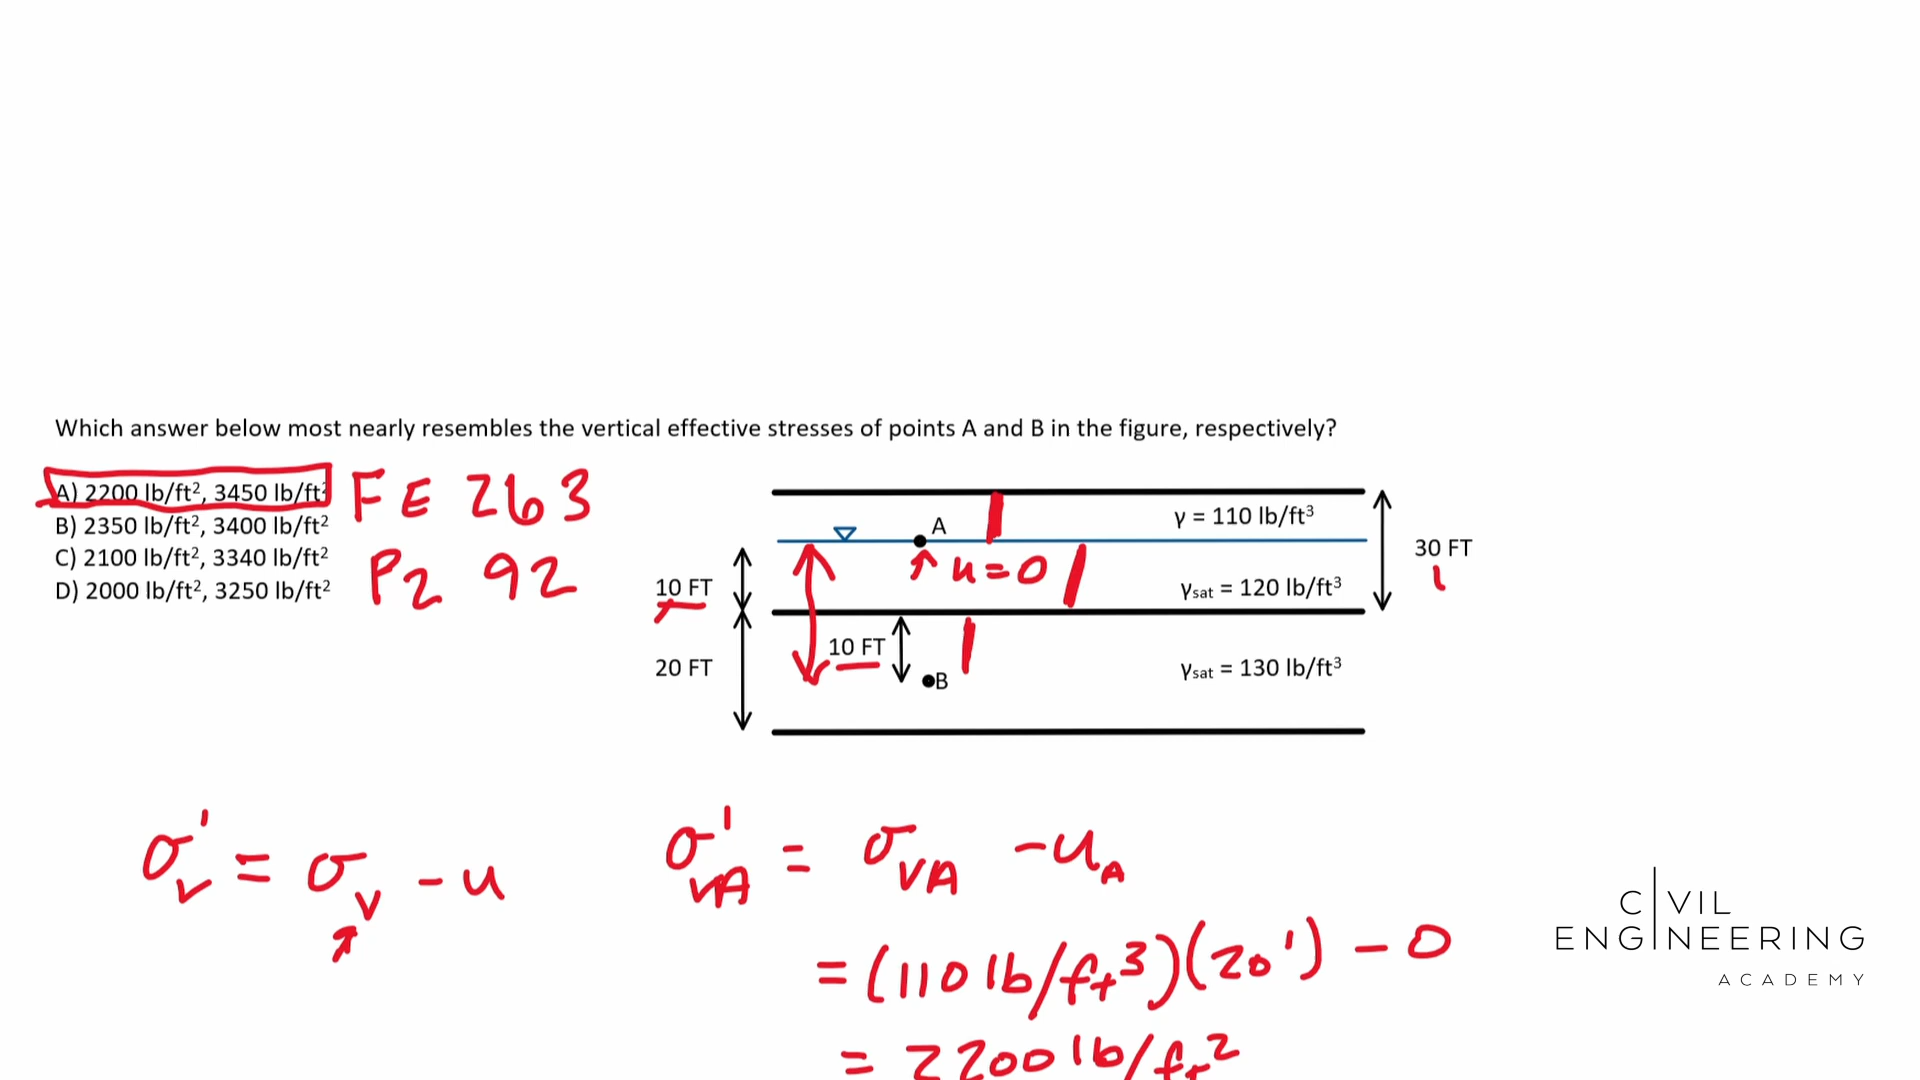 Which answer below most nearly resembles the vertical effective stresses of points A and B in the figure, respectively?
A) 2200 lb/ft², 3450 lb/ft²
B) 2350 lb/ft², 3400 lb/ft²
C) 2100 lb/ft², 3340 lb/ft²
D) 2000 lb/ft², 3250 lb/ft²
FE 263
P2 92
A
γ = 110 lb/ft³
30 FT
u=0
10 FT
γsat = 120 lb/ft³
10 FT
20 FT
γsat = 130 lb/ft³
B
σv' = σv - u
σ'vA = σvA - uA
= (110 lb/ft³)(20') - 0
= 2200 lb/ft²
CIVIL
ENGINEERING
ACADEMY